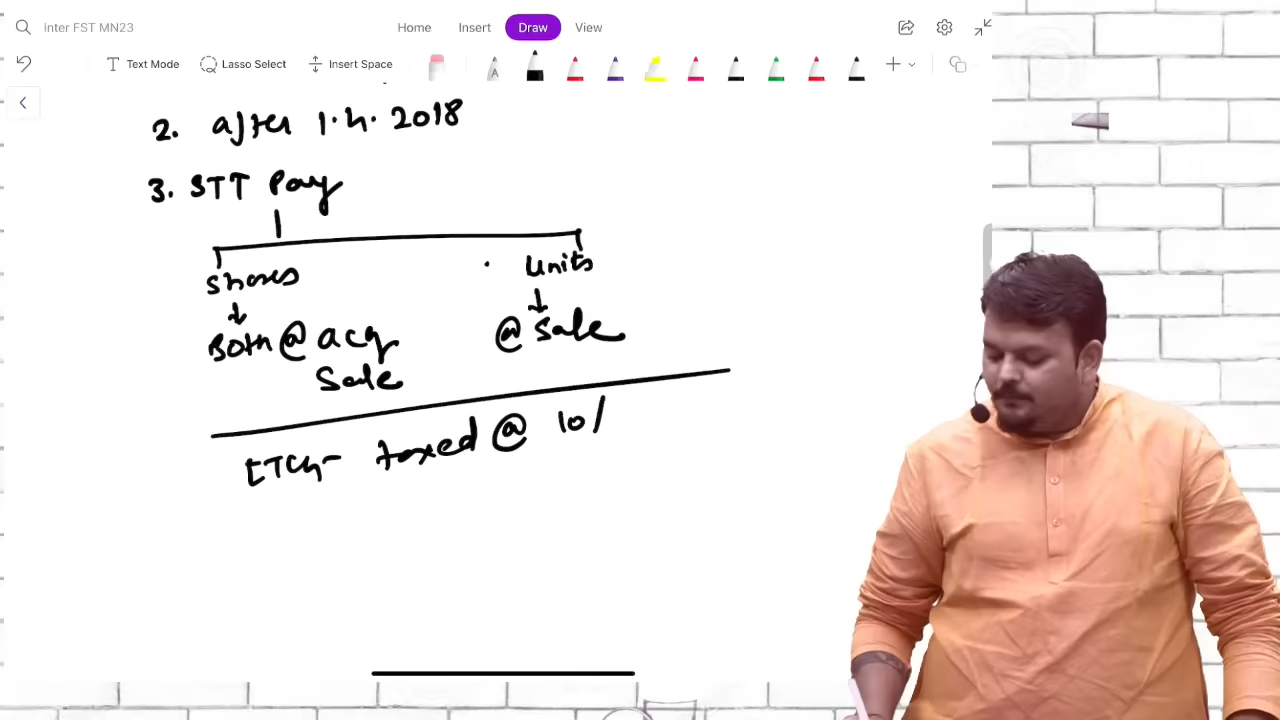 inter FST MN23
Home Insert Draw View
Text Mode Lasso Select Insert Space
2. after 1.4.2018
3. STT Pay
Shares Units
Both @ acq @ Sale
Sale
LTCG taxed @ 10%